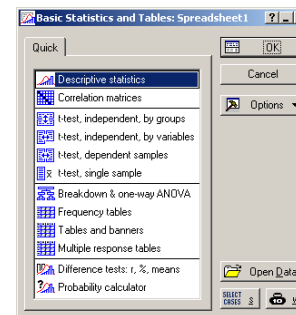 Basic Statistics and Tables: Spreadsheet1
Quick
OK
Cancel
Options
Descriptive statistics
Correlation matrices
t-test, independent, by groups
t-test, independent, by variables
t-test, dependent samples
t-test, single sample
Breakdown & one-way ANOVA
Frequency tables
Tables and banners
Multiple response tables
Difference tests: r, %, means
Probability calculator
Open Data
SELECT
CASES
S